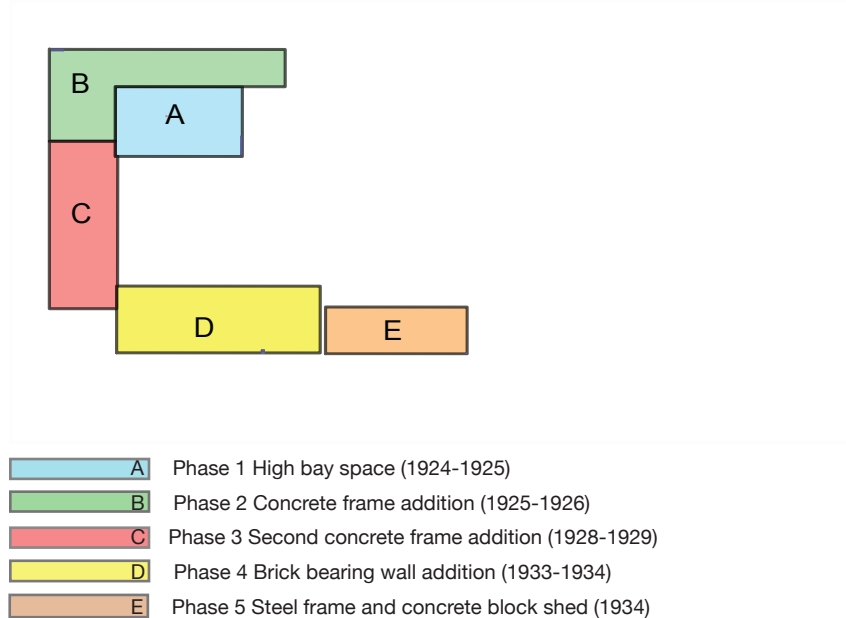 B
A
C
D
E
A Phase 1 High bay space (1924-1925)
B Phase 2 Concrete frame addition (1925-1926)
C Phase 3 Second concrete frame addition (1928-1929)
D Phase 4 Brick bearing wall addition (1933-1934)
E Phase 5 Steel frame and concrete block shed (1934)